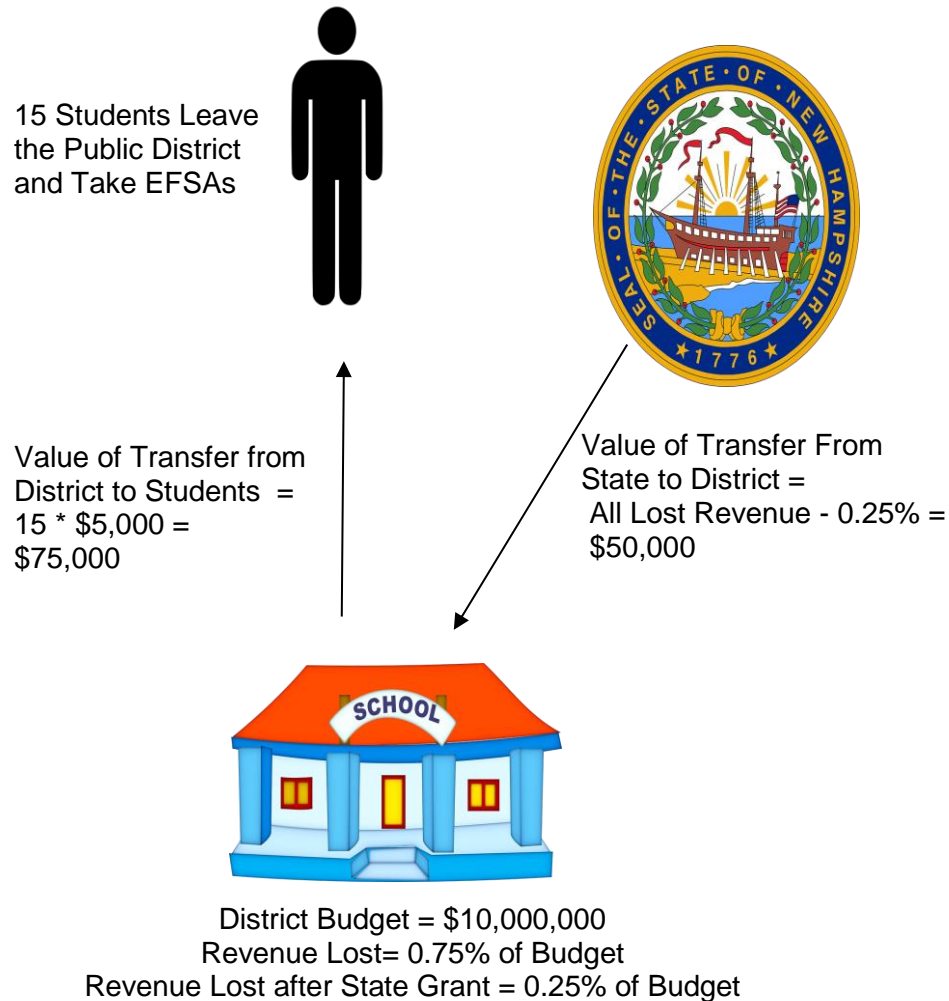 15 Students Leave
the Public District
and Take EFSAs
SEAL · OF · THE · STATE · OF · NEW HAMPSHIRE
★ 1776 ★
Value of Transfer from
District to Students =
15 * $5,000 =
$75,000
Value of Transfer From
State to District =
All Lost Revenue - 0.25% =
$50,000
SCHOOL
District Budget = $10,000,000
Revenue Lost= 0.75% of Budget
Revenue Lost after State Grant = 0.25% of Budget